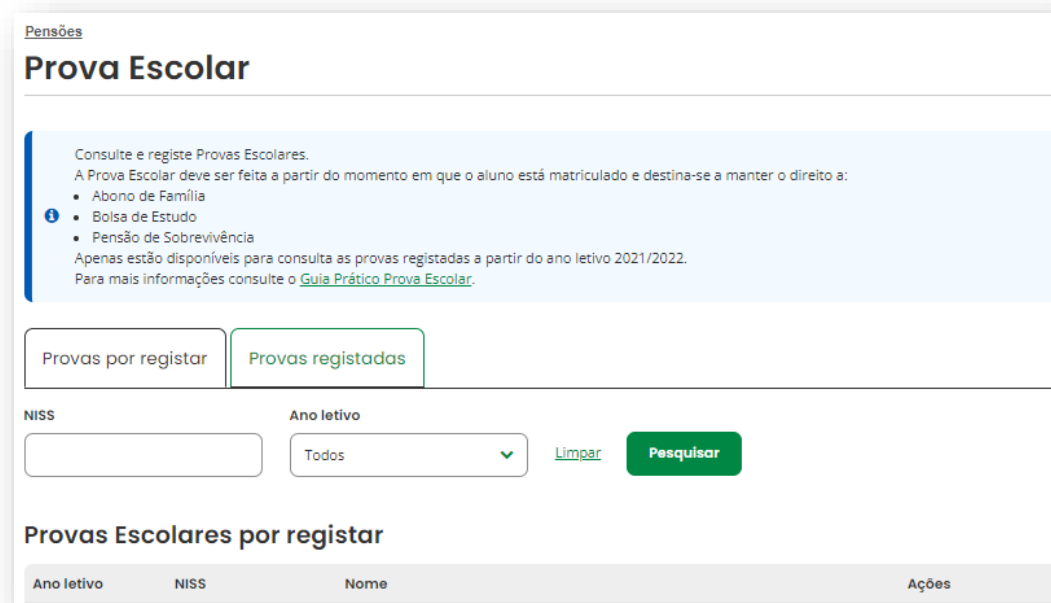 Pensões
Prova Escolar
Consulte e registe Provas Escolares.
A Prova Escolar deve ser feita a partir do momento em que o aluno está matriculado e destina-se a manter o direito a:
• Abono de Família
• Bolsa de Estudo
• Pensão de Sobrevivência
Apenas estão disponíveis para consulta as provas registadas a partir do ano letivo 2021/2022.
Para mais informações consulte o Guia Prático Prova Escolar.
Provas por registar Provas registadas
NISS Ano letivo
Todos Limpar Pesquisar
Provas Escolares por registar
Ano letivo NISS Nome Ações